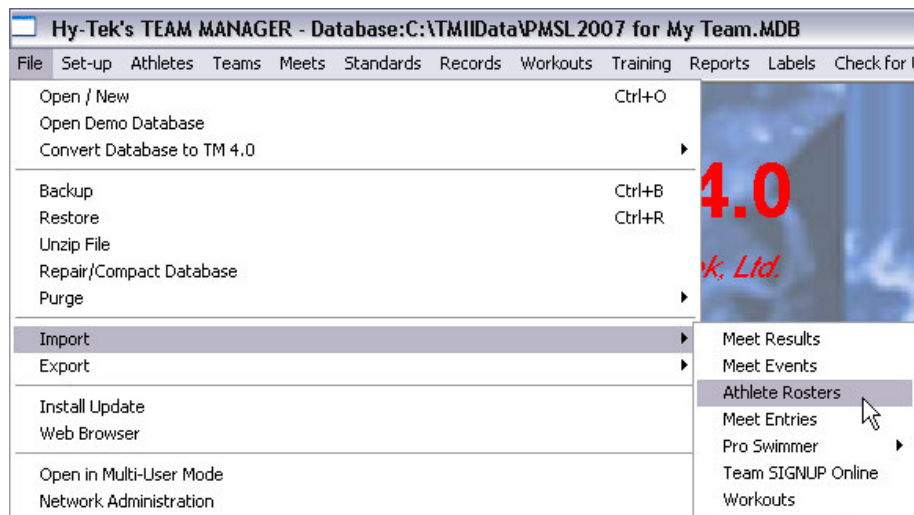 Hy-Tek's TEAM MANAGER - Database:C:\TMIIData\PMSL2007 for My Team.MDB
File Set-up Athletes Teams Meets Standards Records Workouts Training Reports Labels Check for
Open / New Ctrl+O
Open Demo Database
Convert Database to TM 4.0
Backup Ctrl+B
Restore Ctrl+R
4.0
Unzip File
Repair/Compact Database
k, Ltd.
Purge
Import
Meet Results
Export
Meet Events
Athlete Rosters
Install Update
Meet Entries
Web Browser
Pro Swimmer
Open in Multi-User Mode
Team SIGNUP Online
Network Administration
Workouts